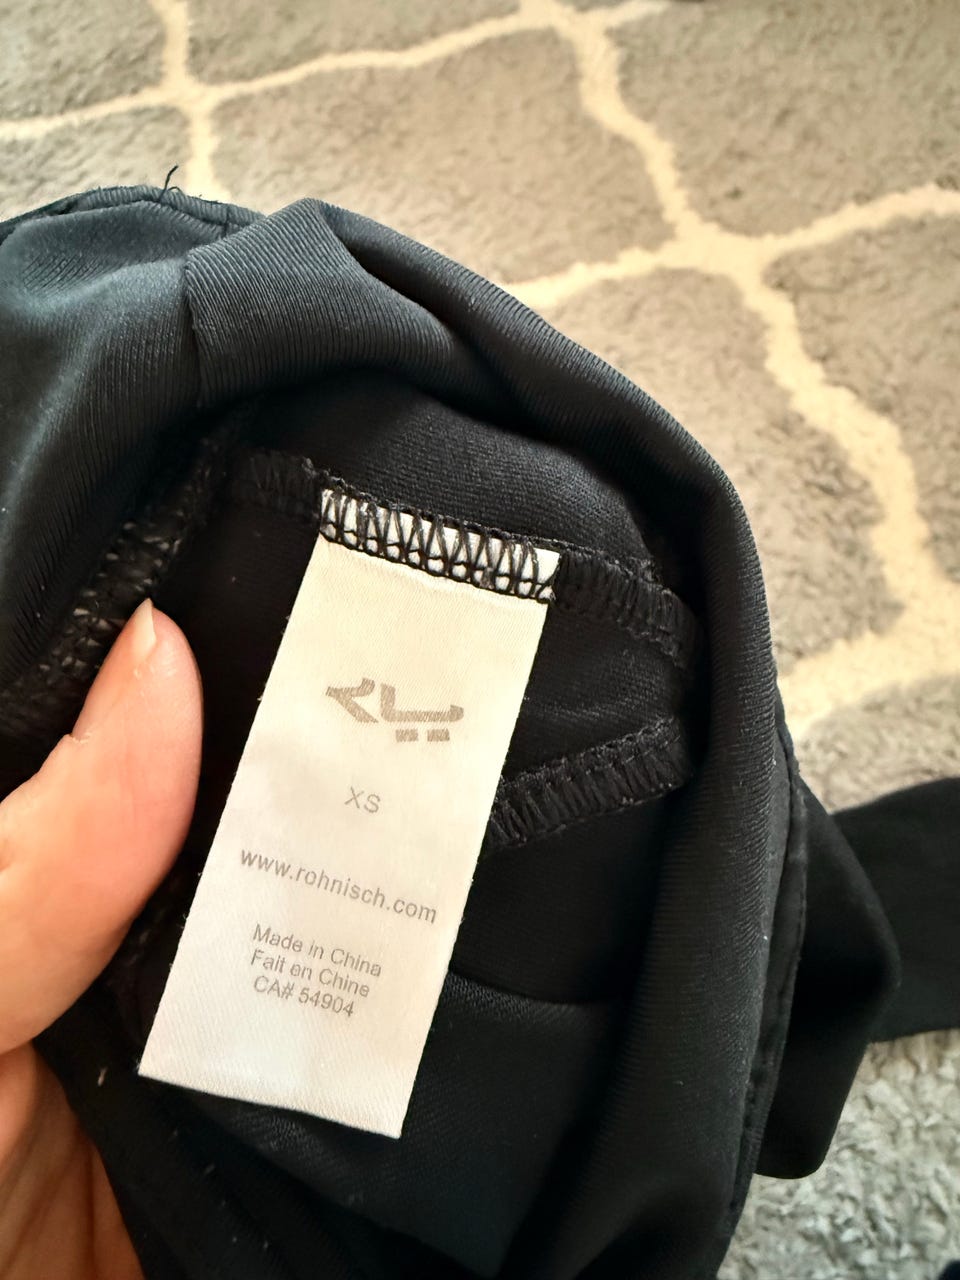 XS
www.rohnisch.com
Made in China
Fait en Chine
CA# 54904